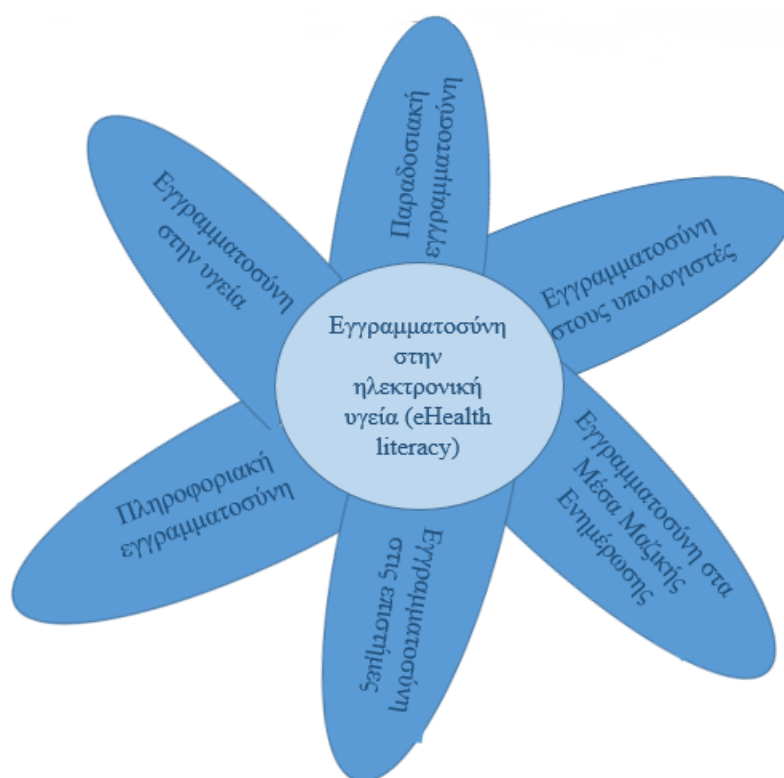 Παραδοσιακή
εγγραμματοσύνη
Εγγραμματοσύνη
στους υπολογιστές
Εγγραμματοσύνη στα
Μέσα Μαζικής
Ενημέρωσης
Εγγραμματοσύνη
στις επιστήμες
Πληροφοριακή
εγγραμματοσύνη
Εγγραμματοσύνη
στην υγεία
Εγγραμματοσύνη
στην
ηλεκτρονική
υγεία (eHealth
literacy)